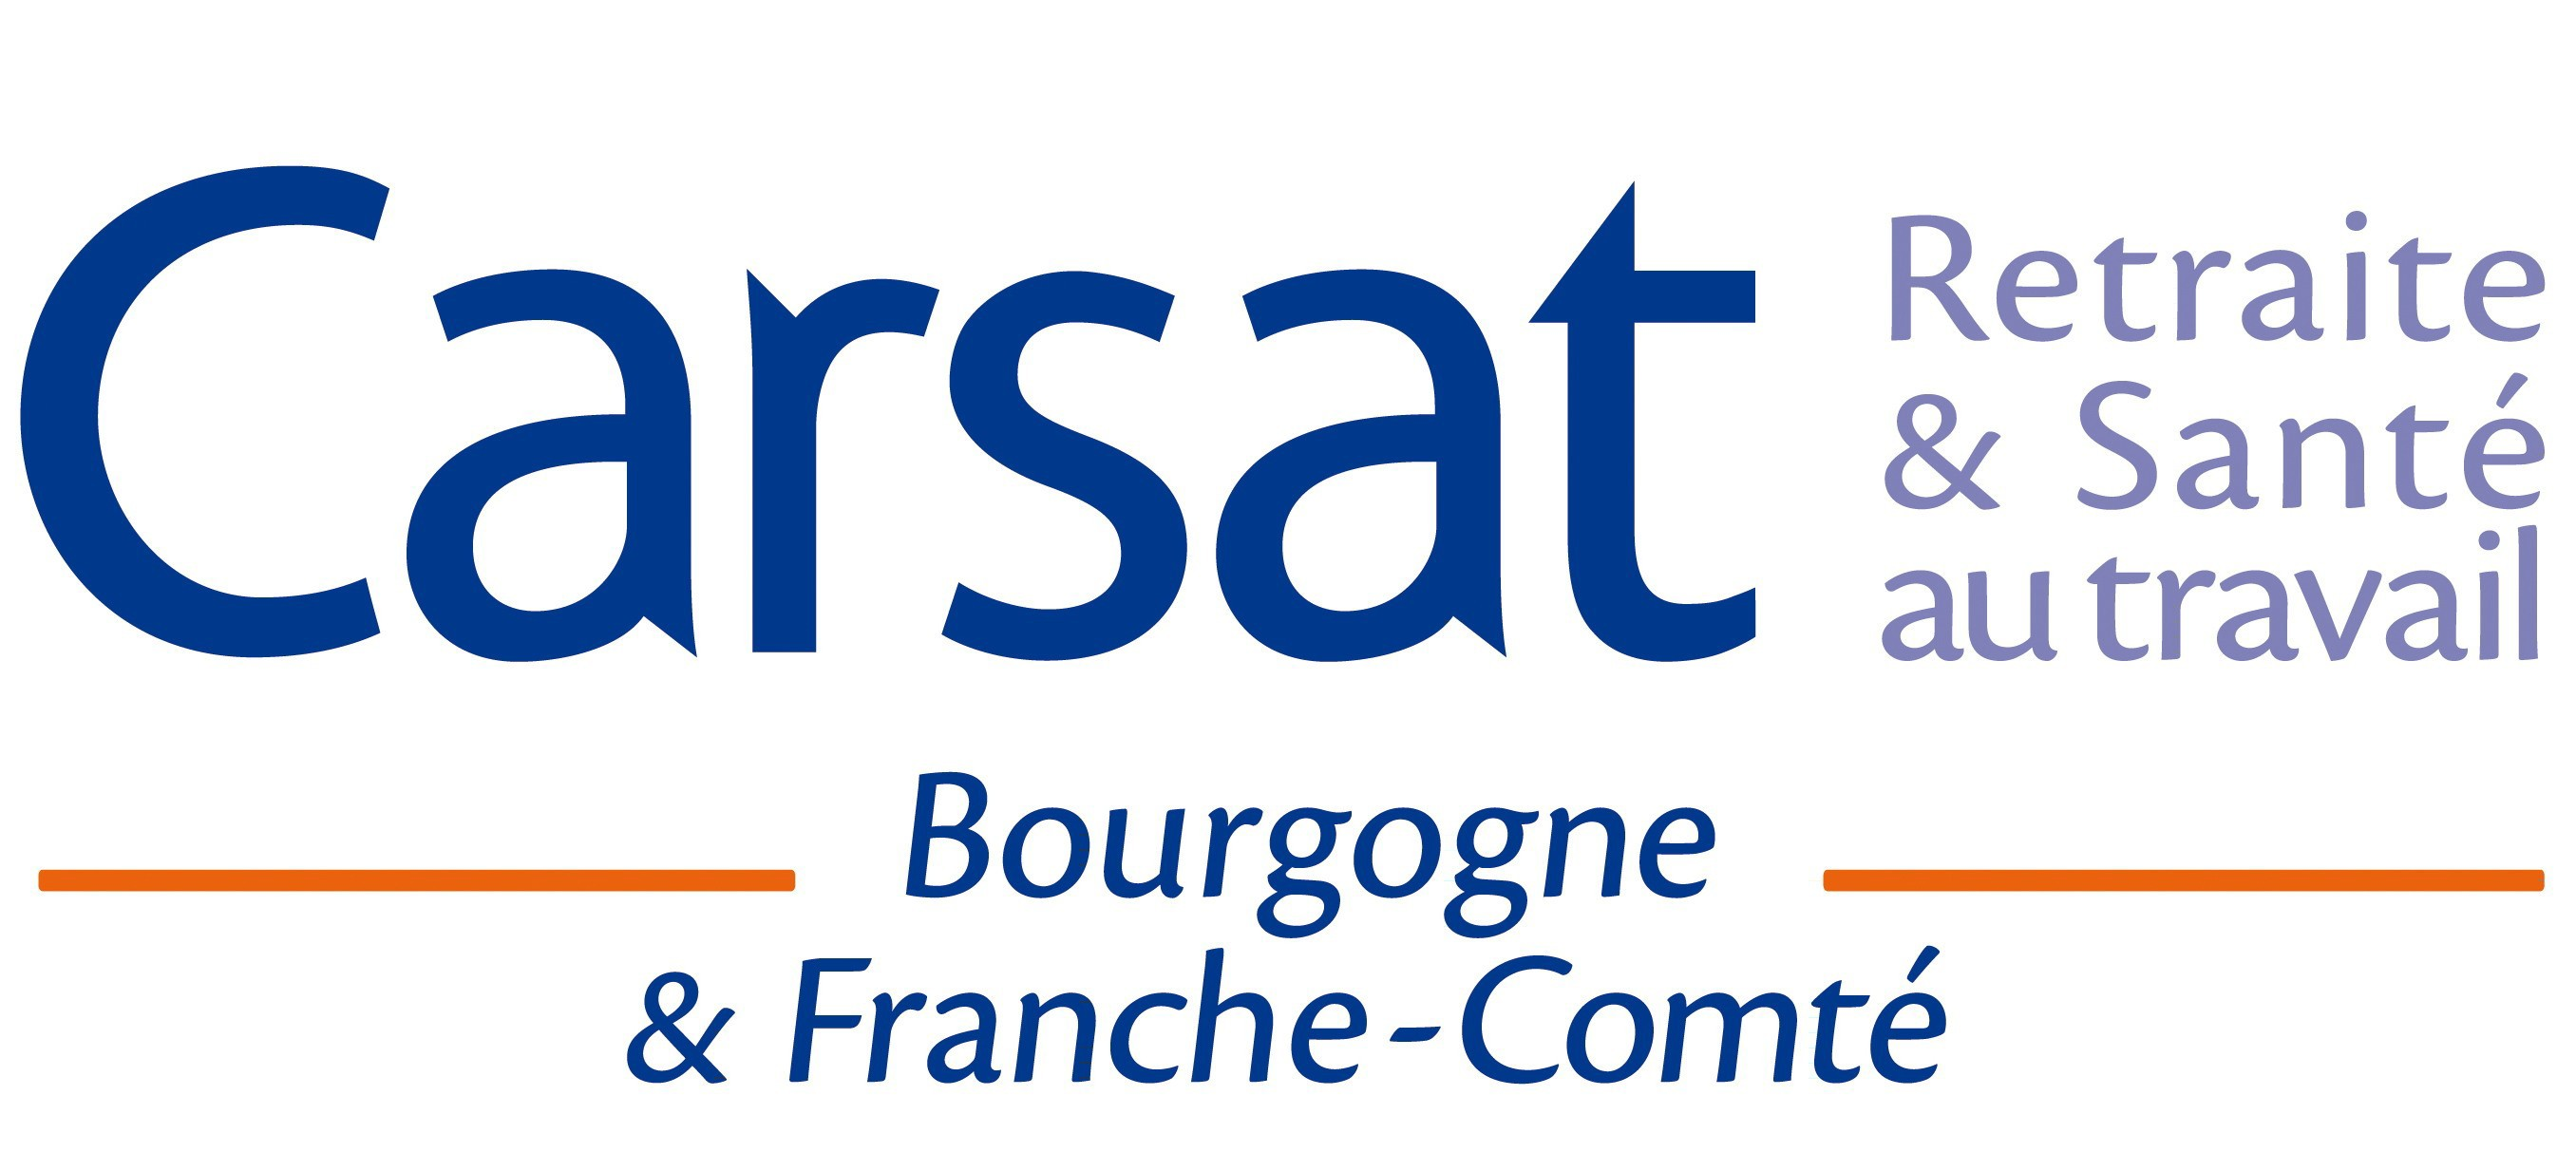 Carsat
Retraite
& Santé
au travail
Bourgogne
& Franche-Comté